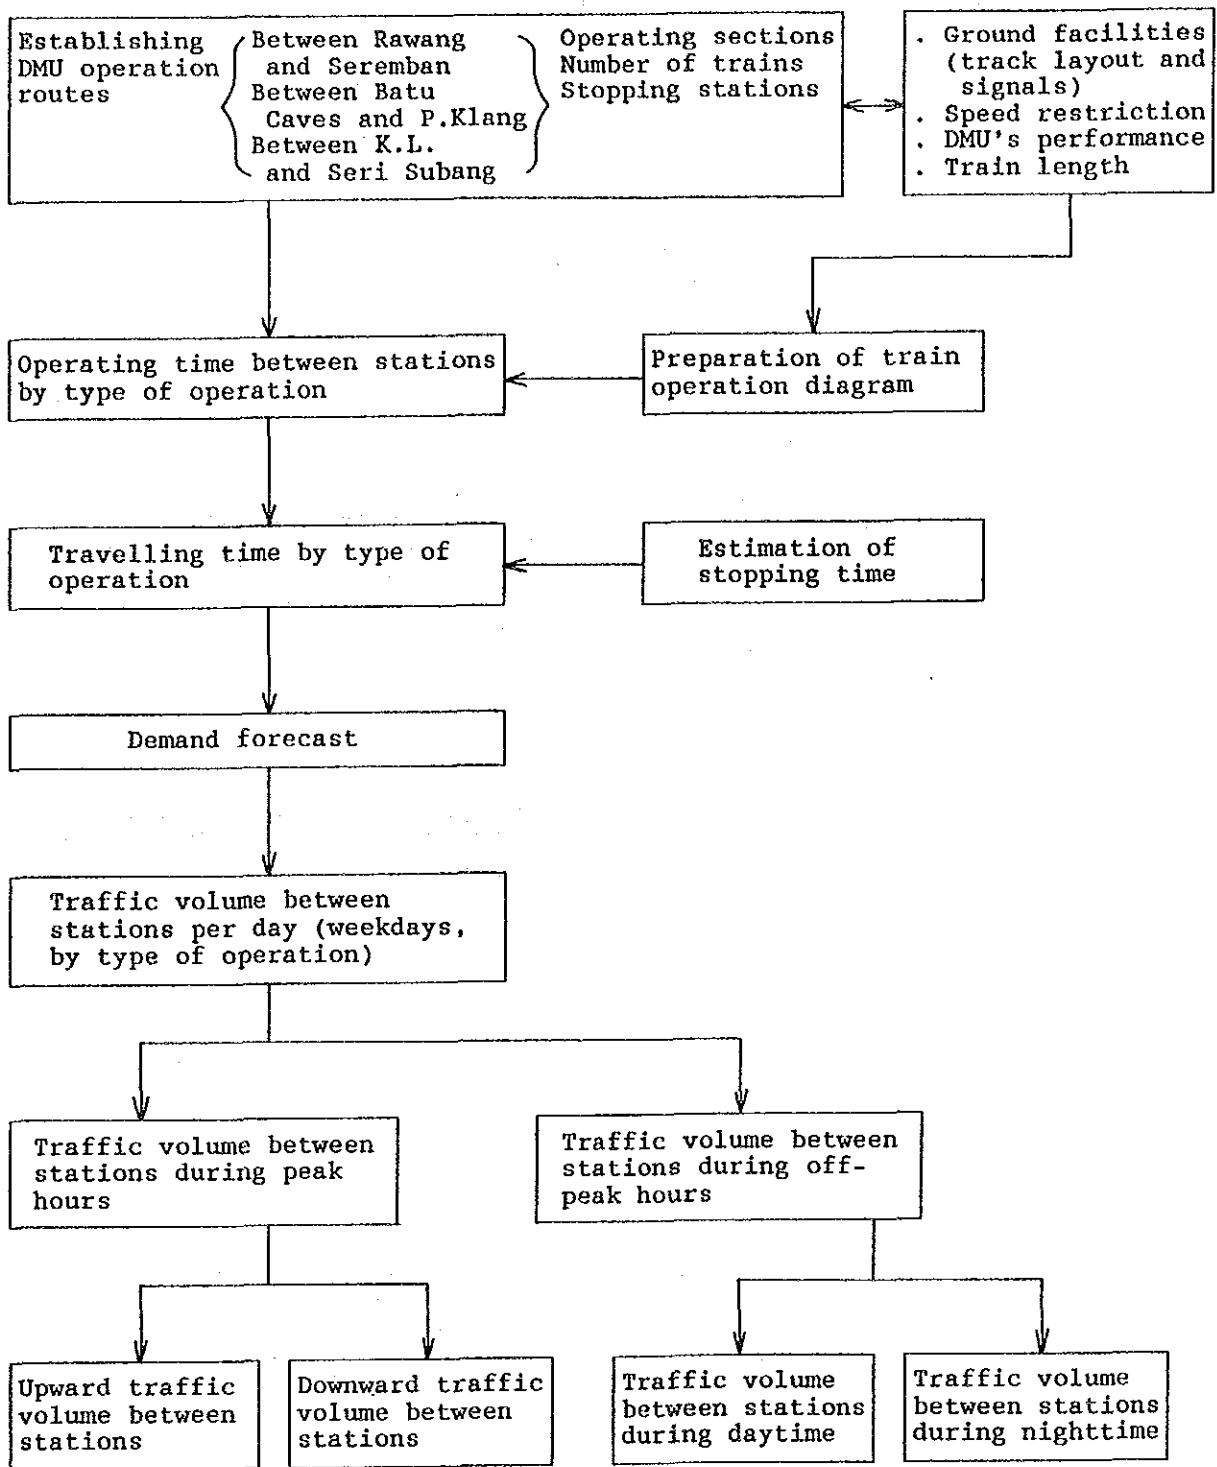 Establishing
DMU operation
routes
Between Rawang
and Seremban
Between Batu
Caves and P.Klang
Between K.L.
and Seri Subang
Operating sections
Number of trains
Stopping stations
. Ground facilities
(track layout and
signals)
. Speed restriction
. DMU's performance
. Train length
Operating time between stations
by type of operation
Preparation of train
operation diagram
Travelling time by type of
operation
Estimation of
stopping time
Demand forecast
Traffic volume between
stations per day (weekdays,
by type of operation)
Traffic volume between
stations during peak
hours
Traffic volume between
stations during off-
peak hours
Upward traffic
volume between
stations
Downward traffic
volume between
stations
Traffic volume
between stations
during daytime
Traffic volume
between stations
during nighttime